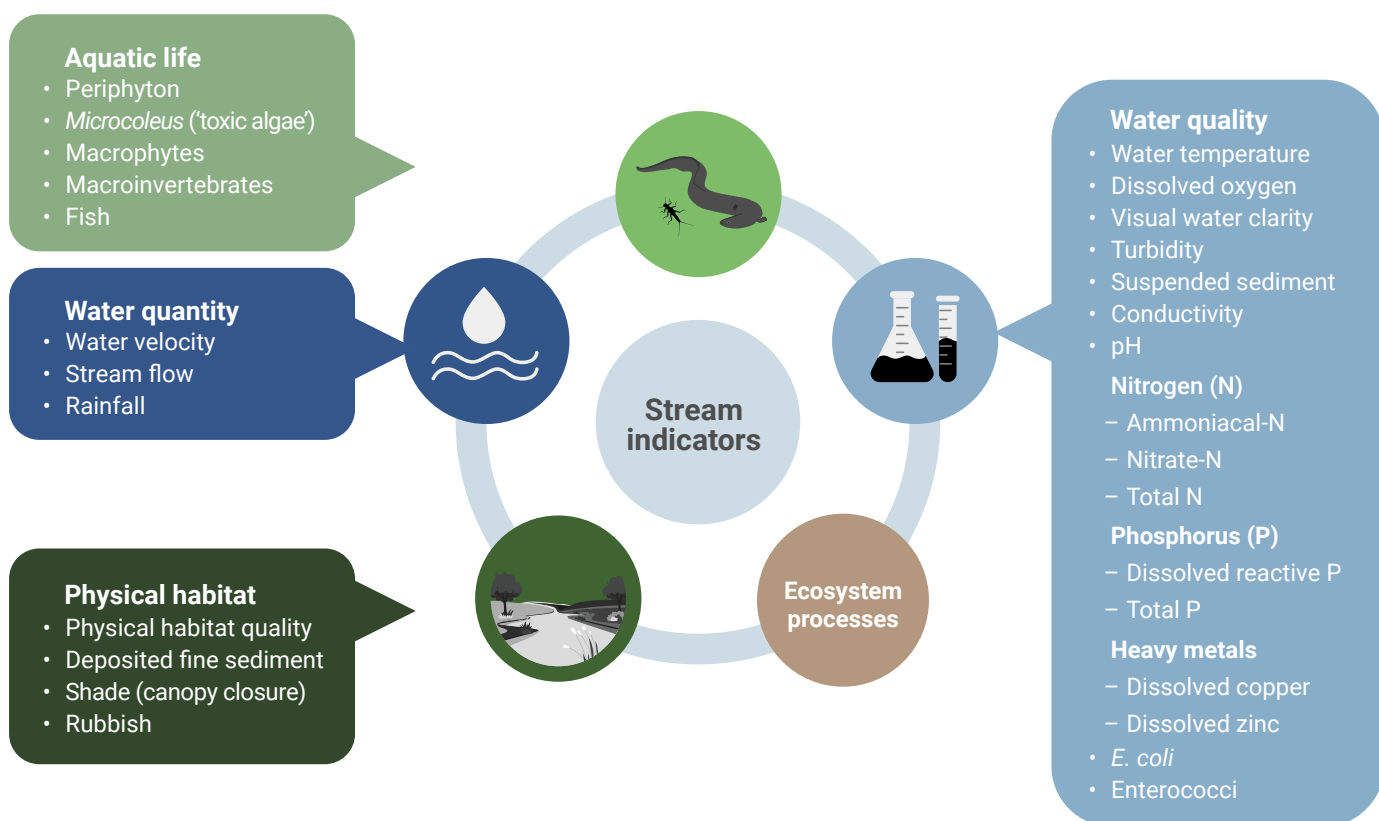 Aquatic life
• Periphyton
• Microcoleus (‘toxic algae’)
• Macrophytes
• Macroinvertebrates
• Fish
Water quantity
• Water velocity
• Stream flow
• Rainfall
Physical habitat
• Physical habitat quality
• Deposited fine sediment
• Shade (canopy closure)
• Rubbish
Stream
indicators
Ecosystem
processes
Water quality
• Water temperature
• Dissolved oxygen
• Visual water clarity
• Turbidity
• Suspended sediment
• Conductivity
• pH
Nitrogen (N)
– Ammoniacal-N
– Nitrate-N
– Total N
Phosphorus (P)
– Dissolved reactive P
– Total P
Heavy metals
– Dissolved copper
– Dissolved zinc
• E. coli
• Enterococci